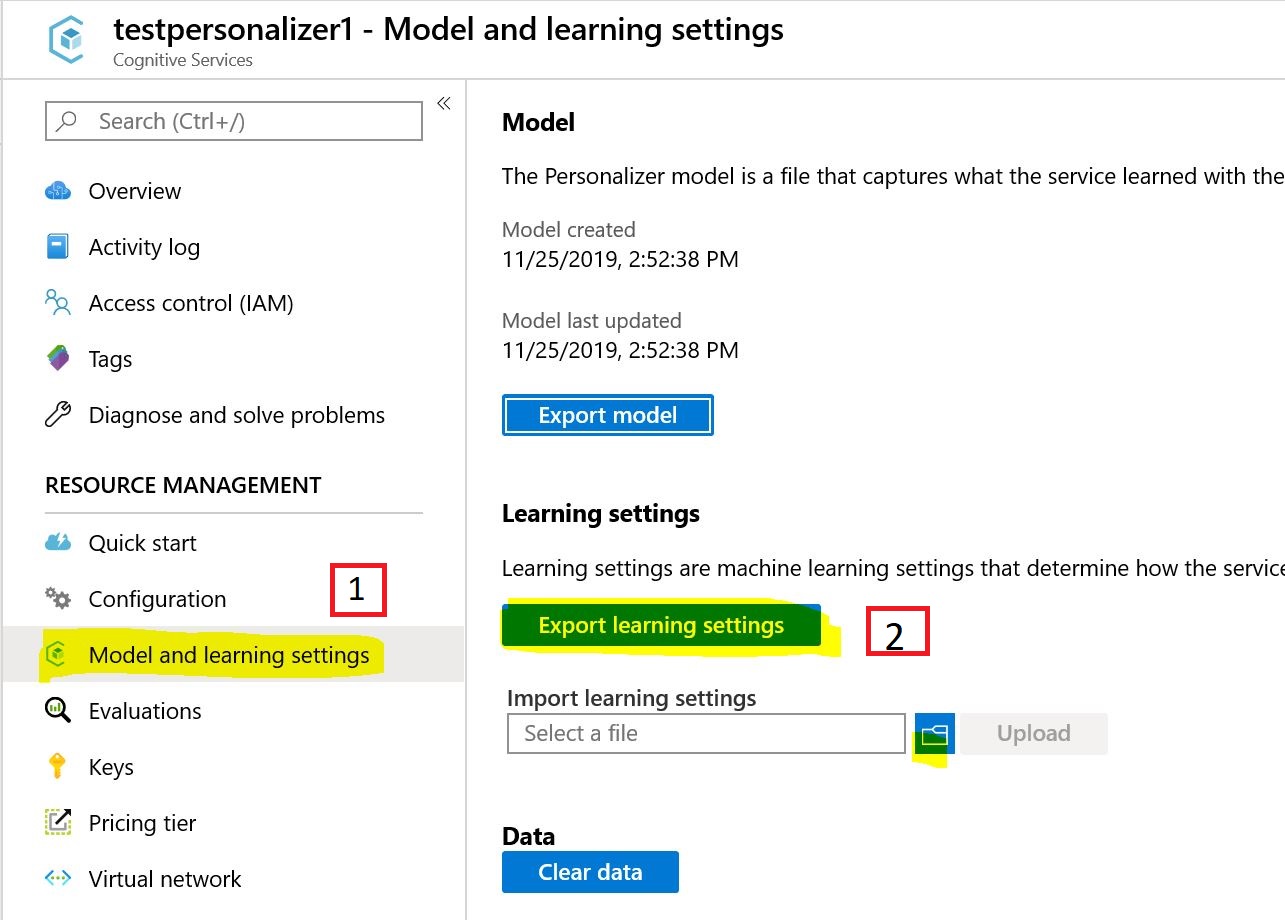 testpersonalizer1 - Model and learning settings
Cognitive Services
Search (Ctrl+/)
«
Overview
Activity log
Access control (IAM)
Tags
Diagnose and solve problems
RESOURCE MANAGEMENT
Quick start
Configuration
1
Model and learning settings
Evaluations
Keys
Pricing tier
Virtual network
Model
The Personalizer model is a file that captures what the service learned with the
Model created
11/25/2019, 2:52:38 PM
Model last updated
11/25/2019, 2:52:38 PM
Export model
Learning settings
Learning settings are machine learning settings that determine how the service
Export learning settings
2
Import learning settings
Select a file
Upload
Data
Clear data